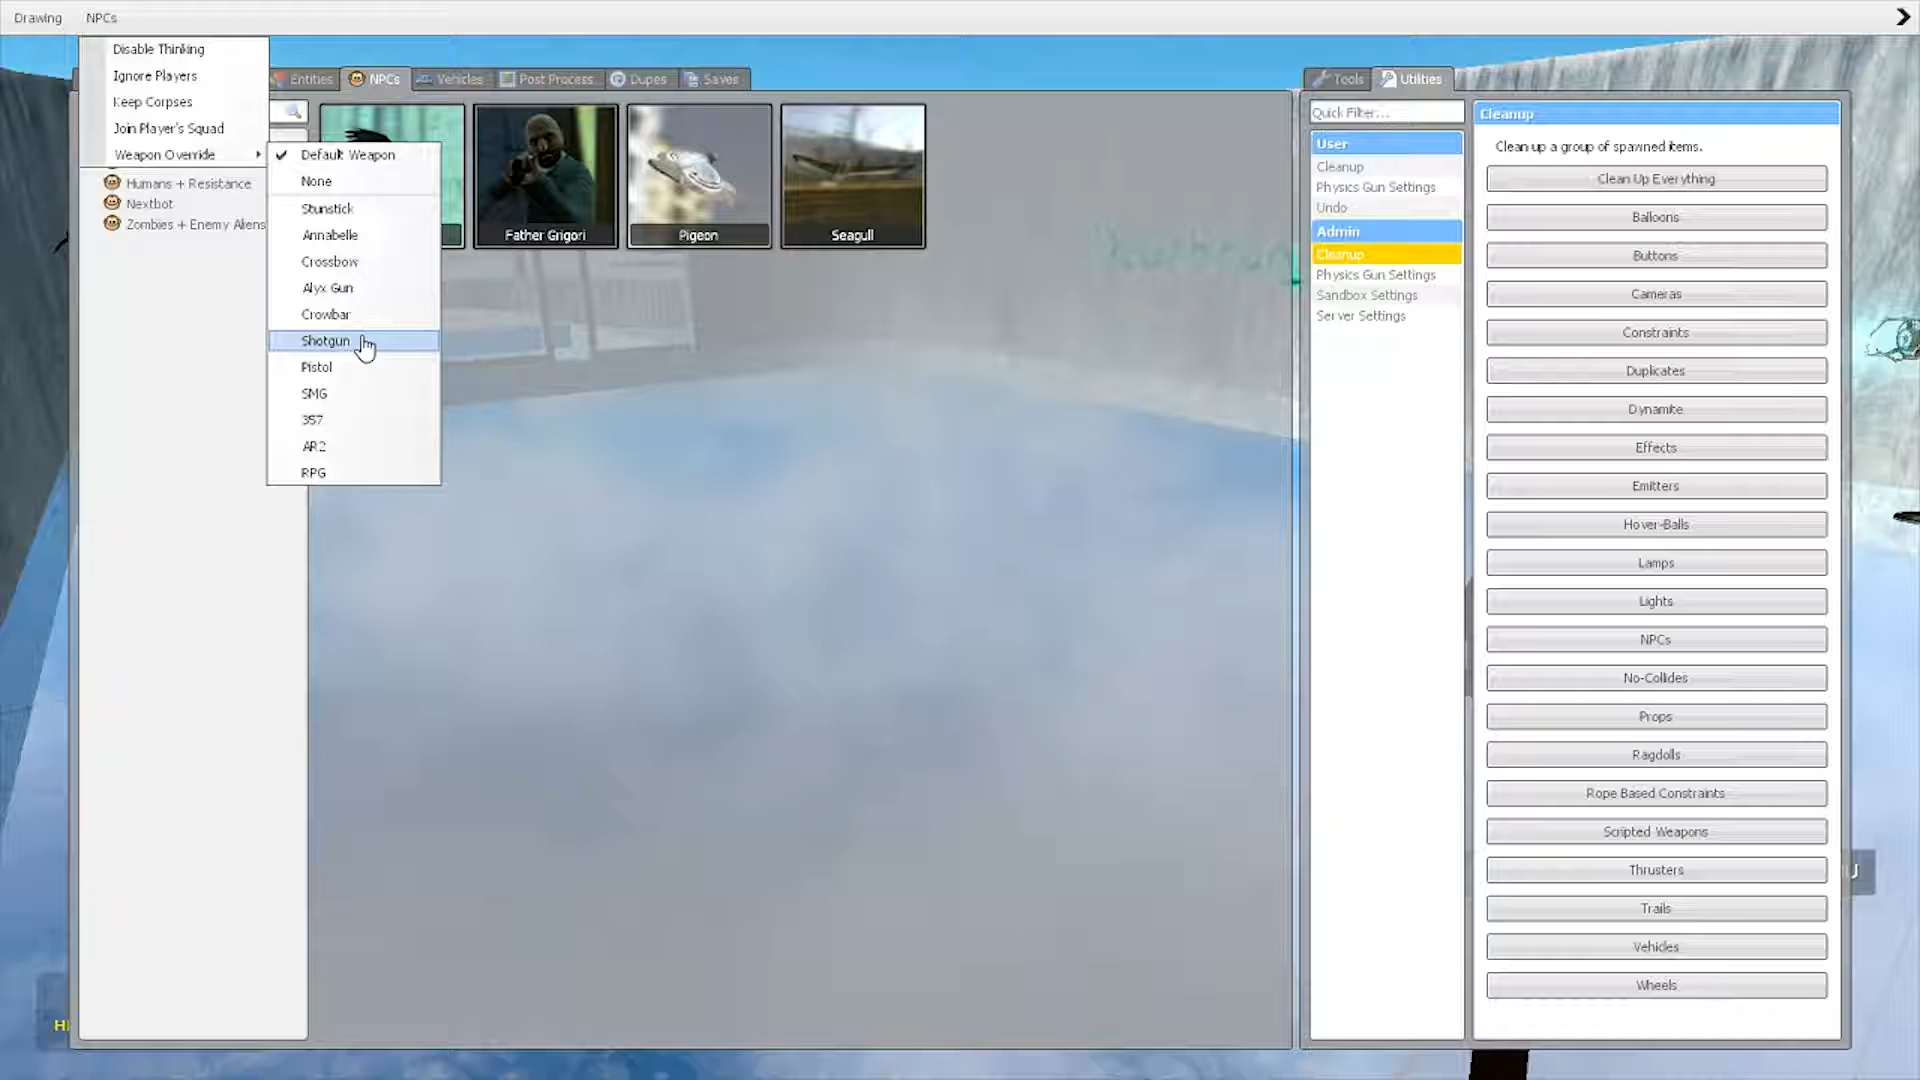 Drawing
NPCs
Disable Thinking
Ignore Players
Keep Corpses
Join Player's Squad
Weapon Override
Default Weapon
None
Stunstick
Annabelle
Crossbow
Alyx Gun
Crowbar
Shotgun
Pistol
SMG
357
AR2
RPG
Humans + Resistance
Nextbot
Zombies + Enemy Aliens
Entities
NPCs
Vehicles
Post Process
Dupes
Saves
Father Grigori
Pigeon
Seagull
Tools
Utilities
Quick Filter...
User
Cleanup
Physics Gun Settings
Undo
Admin
Cleanup
Physics Gun Settings
Sandbox Settings
Server Settings
Cleanup
Clean up a group of spawned items.
Clean Up Everything
Balloons
Buttons
Cameras
Constraints
Duplicates
Dynamite
Effects
Emitters
Hover-Balls
Lamps
Lights
NPCs
No-Collides
Props
Ragdolls
Rope Based Constraints
Scripted Weapons
Thrusters
Trails
Vehicles
Wheels